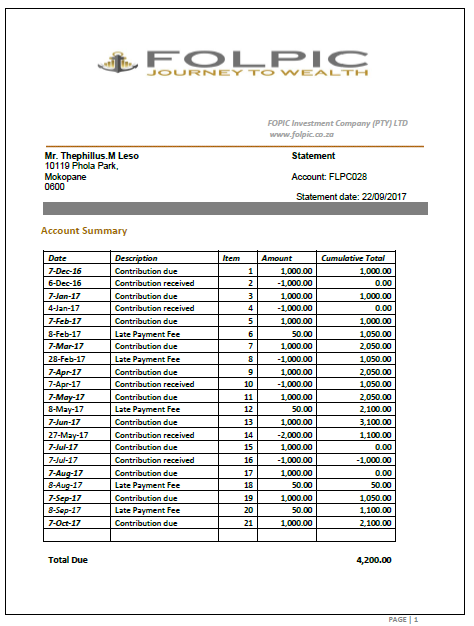 FOLPIC
JOURNEY TO WEALTH
FOPIC Investment Company (PTY) LTD
www.folpic.co.za
Mr. Thephillus.M Leso Statement
10119 Phola Park,
Mokopane Account: FLPC028
0600
Statement date: 22/09/2017
Account Summary
Date Description Item Amount Cumulative Total
7-Dec-16 Contribution due 1 1,000.00 1,000.00
6-Dec-16 Contribution received 2 -1,000.00 0.00
7-Jan-17 Contribution due 3 1,000.00 1,000.00
4-Jan-17 Contribution received 4 -1,000.00 0.00
7-Feb-17 Contribution due 5 1,000.00 1,000.00
8-Feb-17 Late Payment Fee 6 50.00 1,050.00
7-Mar-17 Contribution due 7 1,000.00 2,050.00
28-Feb-17 Late Payment Fee 8 -1,000.00 1,050.00
7-Apr-17 Contribution due 9 1,000.00 2,050.00
7-Apr-17 Contribution received 10 -1,000.00 1,050.00
7-May-17 Contribution due 11 1,000.00 2,050.00
8-May-17 Late Payment Fee 12 50.00 2,100.00
7-Jun-17 Contribution due 13 1,000.00 3,100.00
27-May-17 Contribution received 14 -2,000.00 1,100.00
7-Jul-17 Contribution due 15 1,000.00 0.00
7-Jul-17 Contribution received 16 -1,000.00 -1,000.00
7-Aug-17 Contribution due 17 1,000.00 0.00
8-Aug-17 Late Payment Fee 18 50.00 50.00
7-Sep-17 Contribution due 19 1,000.00 1,050.00
8-Sep-17 Late Payment Fee 20 50.00 1,100.00
7-Oct-17 Contribution due 21 1,000.00 2,100.00
Total Due 4,200.00
PAGE | 1